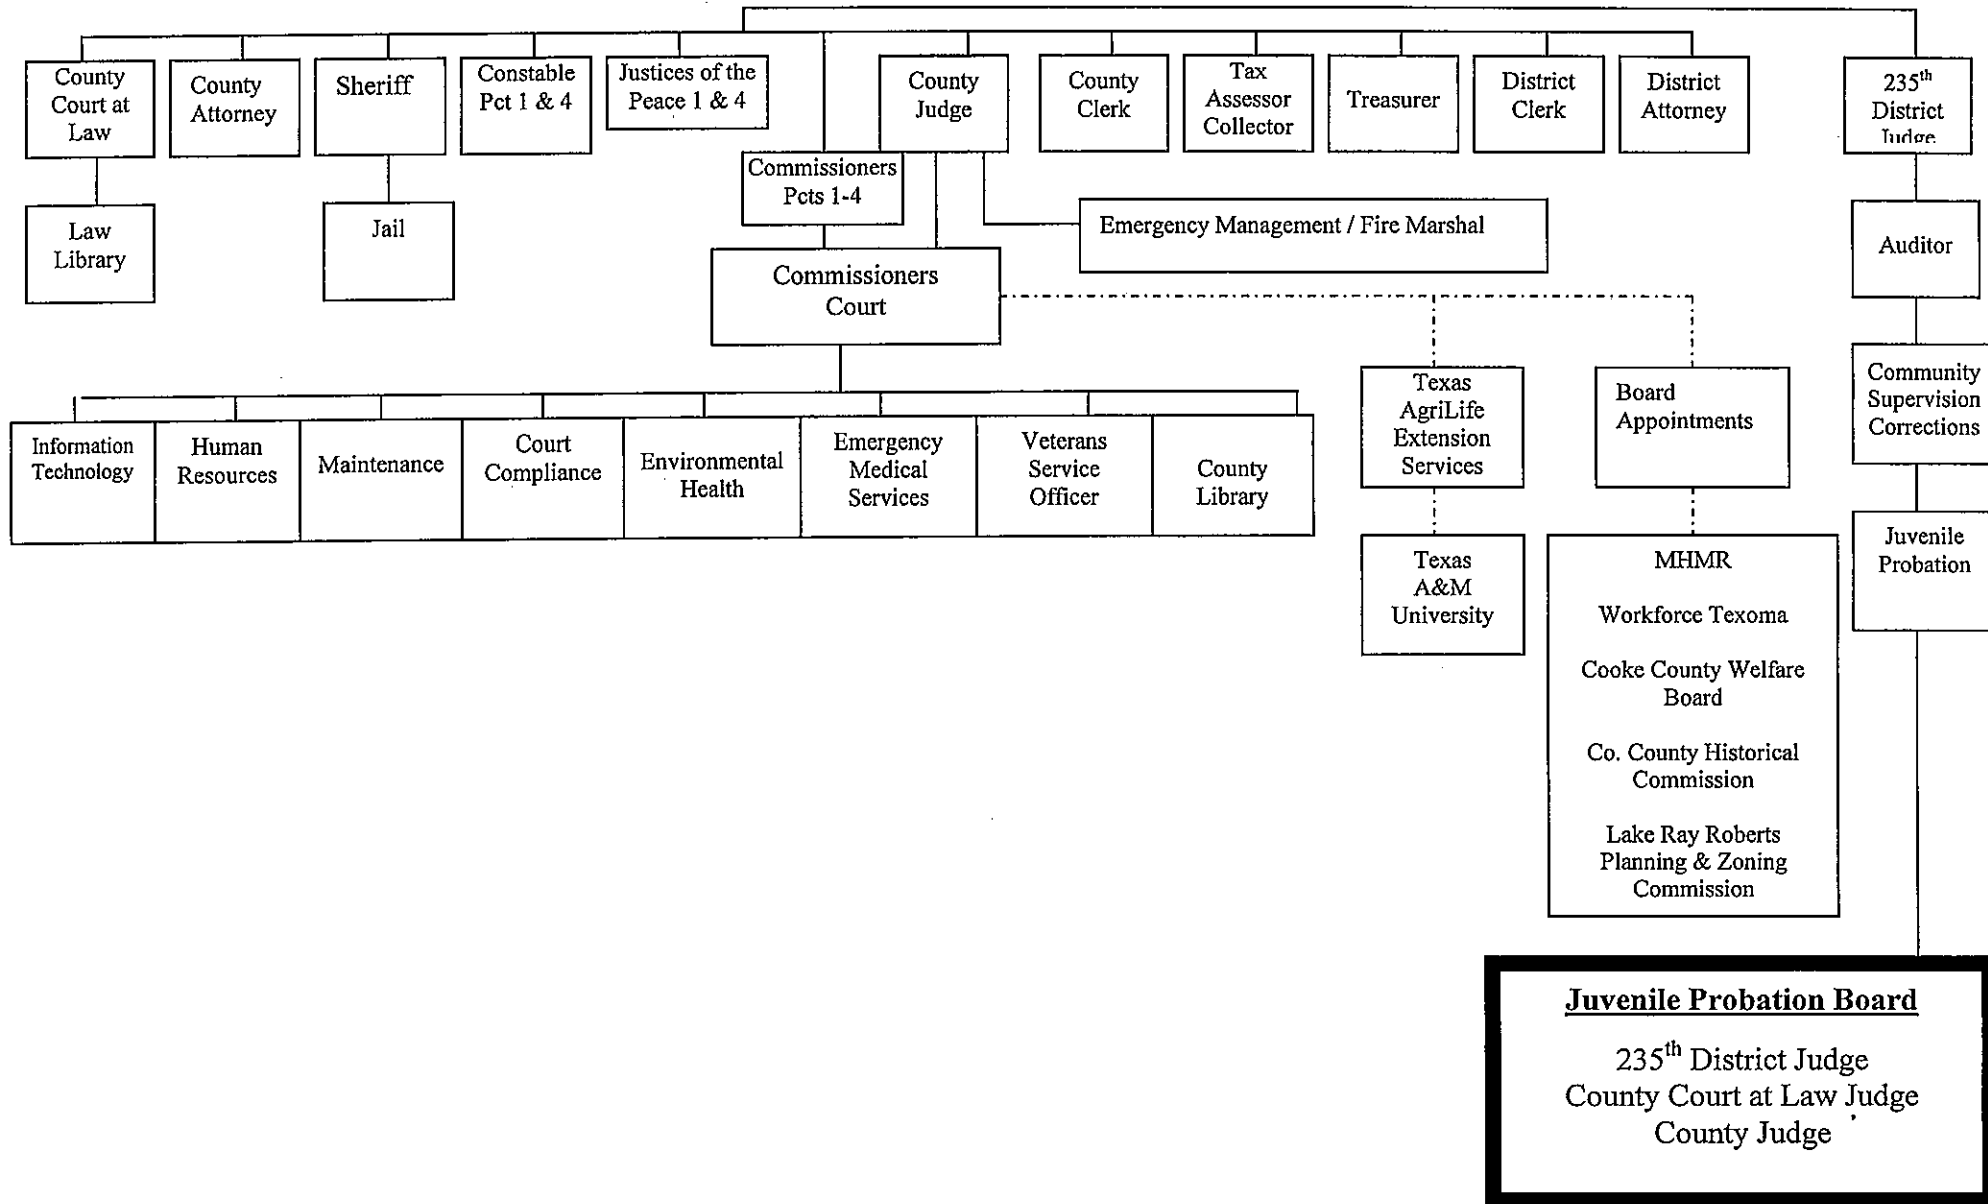 County
Court at
Law
County
Attorney
Sheriff
Constable
Pct 1 & 4
Justices of the
Peace 1 & 4
County
Judge
County
Clerk
Tax
Assessor
Collector
Treasurer
District
Clerk
District
Attorney
235th
District
Judge
Commissioners
Pcts 1-4
Law
Library
Jail
Emergency Management / Fire Marshal
Auditor
Commissioners
Court
Texas
AgriLife
Extension
Services
Board
Appointments
Community
Supervision
Corrections
Information
Technology
Human
Resources
Maintenance
Court
Compliance
Environmental
Health
Emergency
Medical
Services
Veterans
Service
Officer
County
Library
Texas
A&M
University
MHMR
Workforce Texoma
Cooke County Welfare
Board
Co. County Historical
Commission
Lake Ray Roberts
Planning & Zoning
Commission
Juvenile
Probation
Juvenile Probation Board
235th District Judge
County Court at Law Judge
County Judge